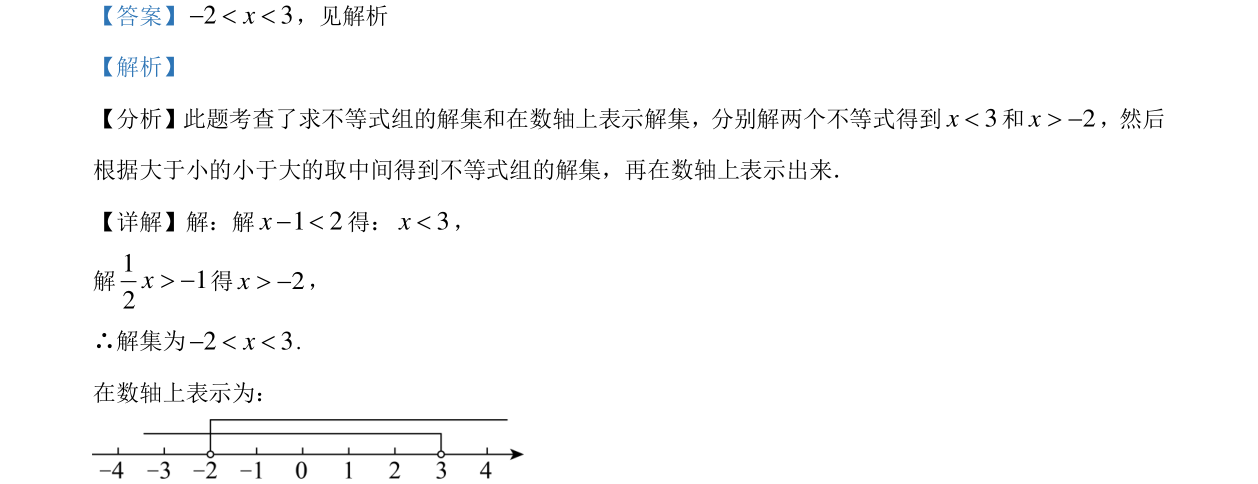 【答案】-2 < x < 3，见解析
【解析】
【分析】此题考查了求不等式组的解集和在数轴上表示解集，分别解两个不等式得到 x < 3 和 x > -2，然后
根据大于小的小于大的取中间得到不等式组的解集，再在数轴上表示出来．
【详解】解：解 x - 1 < 2 得： x < 3，
解 \frac{1}{2}x > -1 得 x > -2，
∴解集为 -2 < x < 3.
在数轴上表示为：
-4 -3 -2 -1 0 1 2 3 4